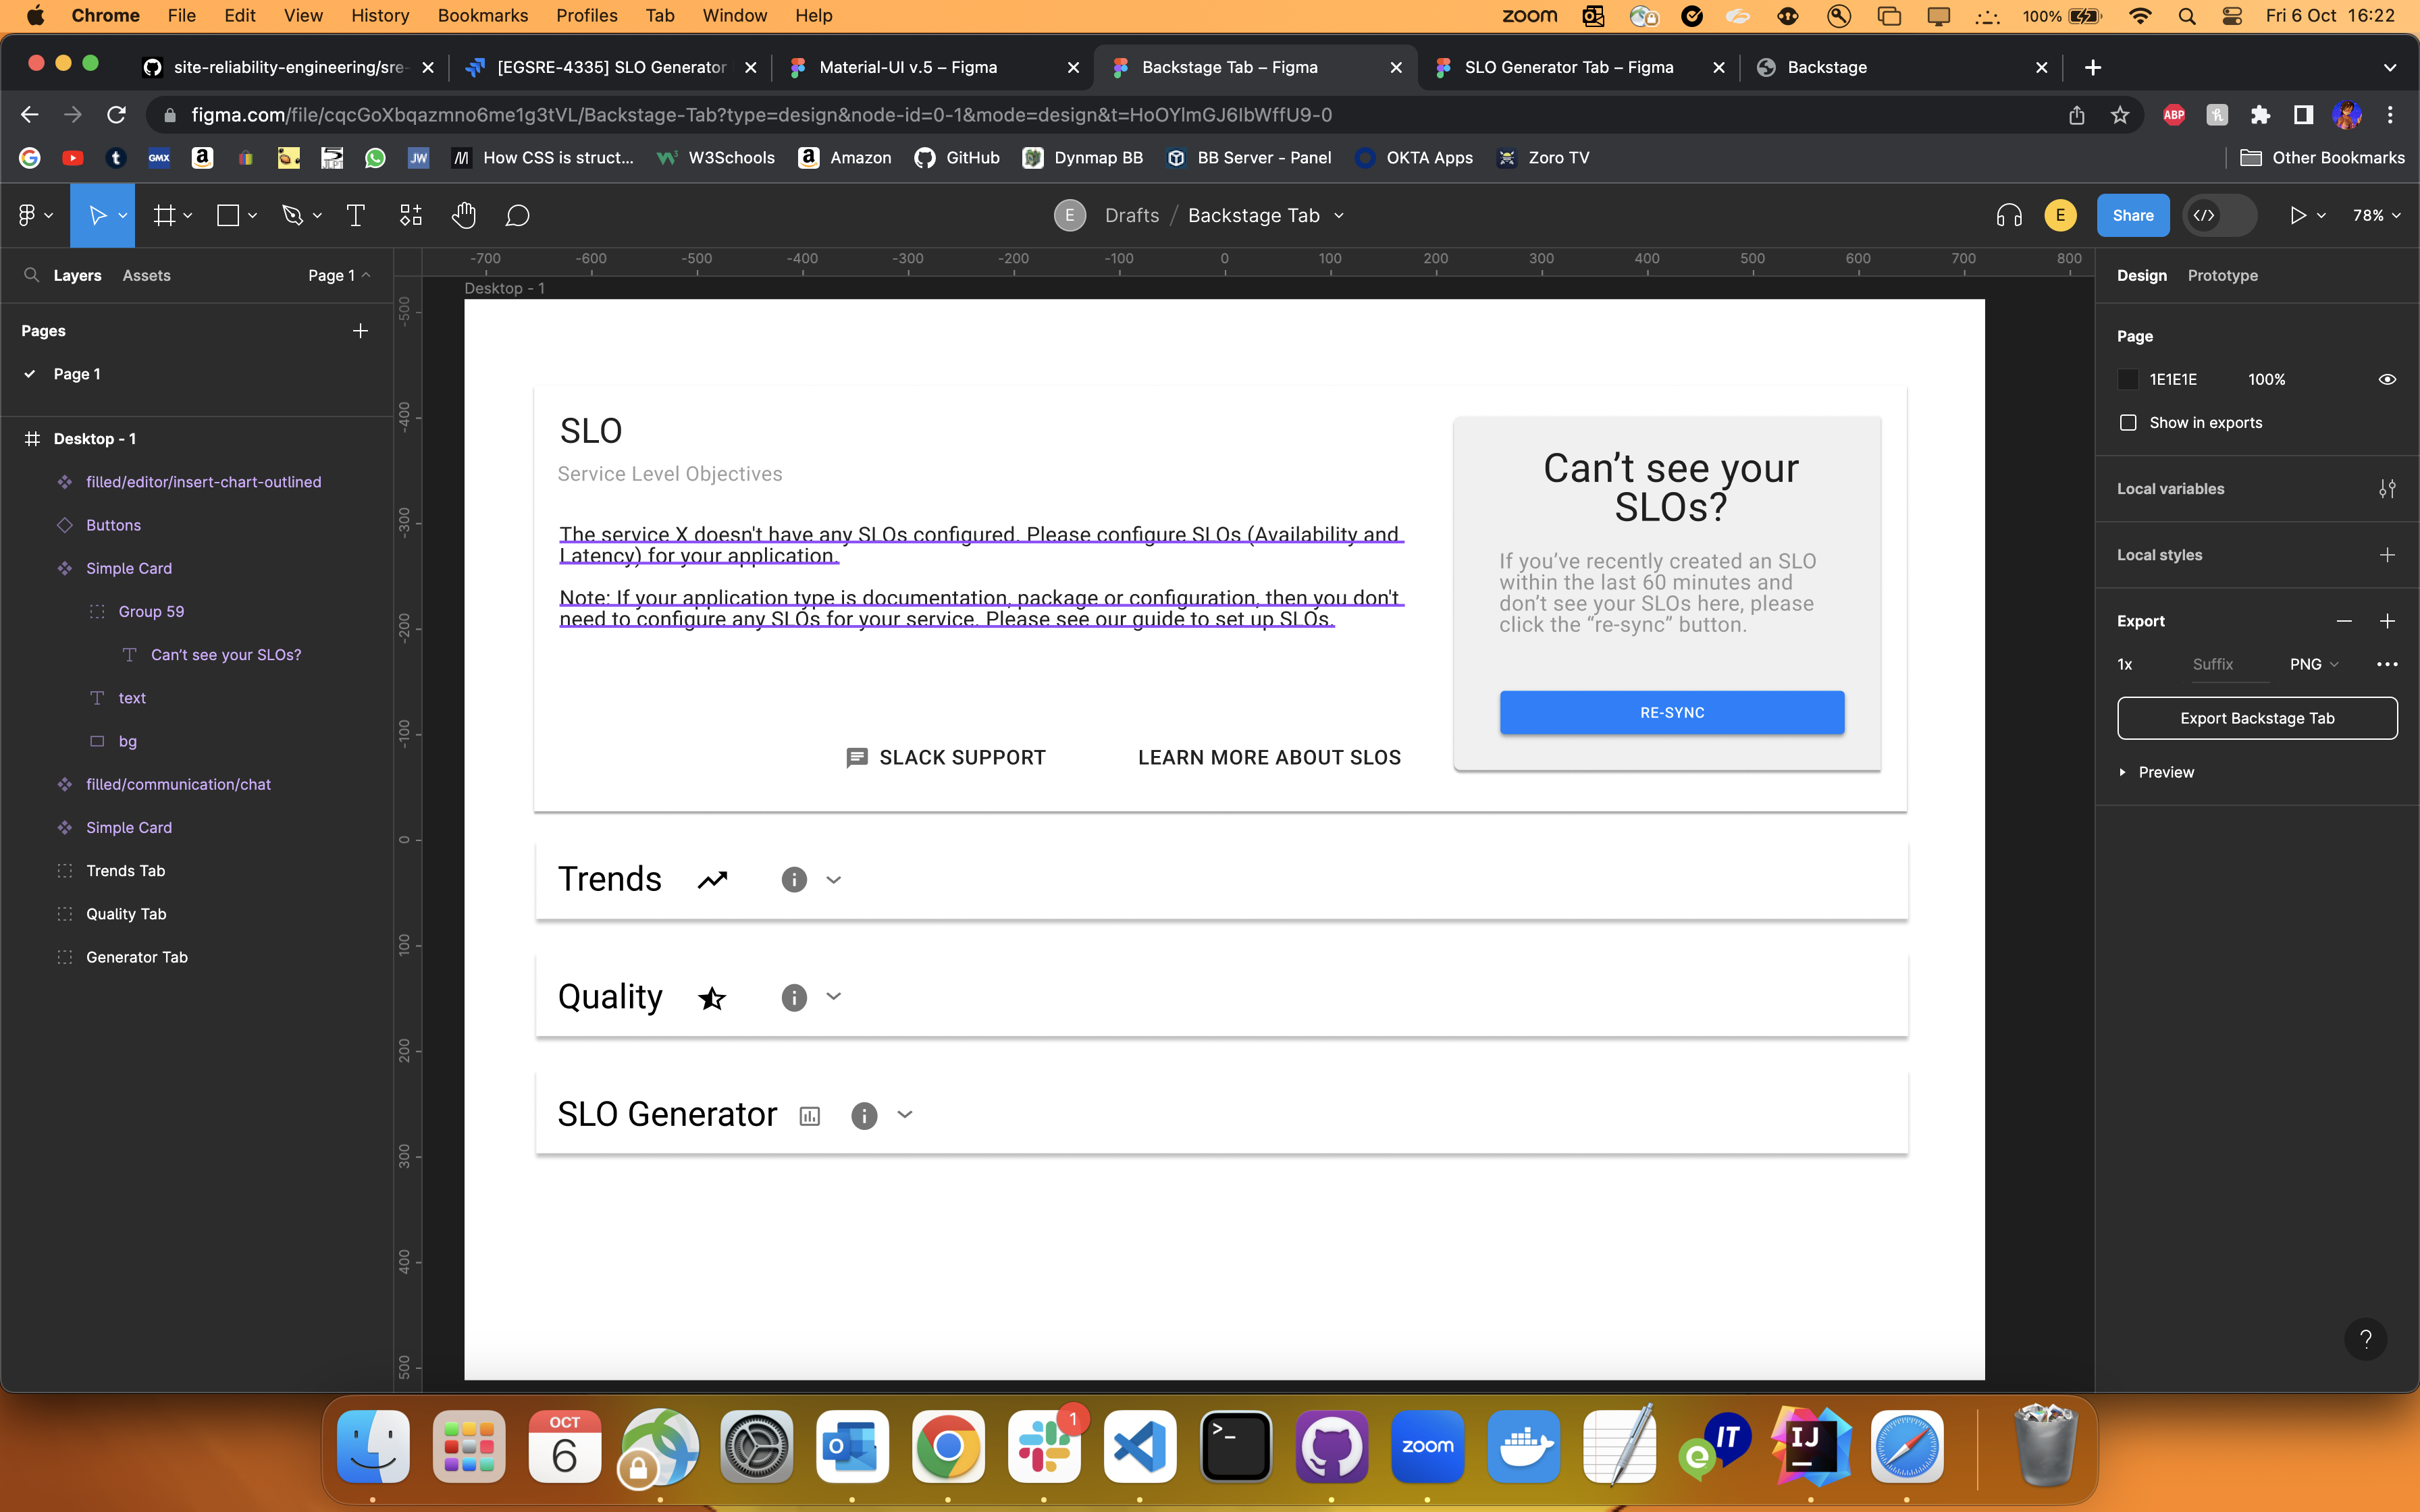 Chrome File Edit View History Bookmarks Profiles Tab Window Help
zoom 100% Fri 6 Oct 16:22
site-reliability-engineering/sre-
[EGSRE-4335] SLO Generator
Material-UI v.5 – Figma
Backstage Tab – Figma
SLO Generator Tab – Figma
Backstage
figma.com/file/cqcGoXbqazmno6me1g3tVL/Backstage-Tab?type=design&node-id=0-1&mode=design&t=HoOYlmGJ6IbWffU9-0
ABP
GMX
JW
How CSS is struct...
W3Schools
Amazon
GitHub
Dynmap BB
BB Server - Panel
OKTA Apps
Zoro TV
Other Bookmarks
E Drafts / Backstage Tab
E Share 78%
Layers Assets Page 1
Pages
Page 1
Desktop - 1
filled/editor/insert-chart-outlined
Buttons
Simple Card
Group 59
Can't see your SLOs?
text
bg
filled/communication/chat
Simple Card
Trends Tab
Quality Tab
Generator Tab
-700 -600 -500 -400 -300 -200 -100 0 100 200 300 400 500 600 700 800
-500
-400
-300
-200
-100
0
100
200
300
400
500
Desktop - 1
SLO
Service Level Objectives
The service X doesn't have any SLOs configured. Please configure SLOs (Availability and
Latency) for your application.
Note: If your application type is documentation, package or configuration, then you don't
need to configure any SLOs for your service. Please see our guide to set up SLOs.
SLACK SUPPORT
LEARN MORE ABOUT SLOS
Can't see your
SLOs?
If you've recently created an SLO
within the last 60 minutes and
don't see your SLOs here, please
click the “re-sync” button.
RE-SYNC
Trends
Quality
SLO Generator
Design Prototype
Page
1E1E1E 100%
Show in exports
Local variables
Local styles
Export
1x Suffix PNG
Export Backstage Tab
Preview
?
OCT
6
1
zoom
e IT
IJ